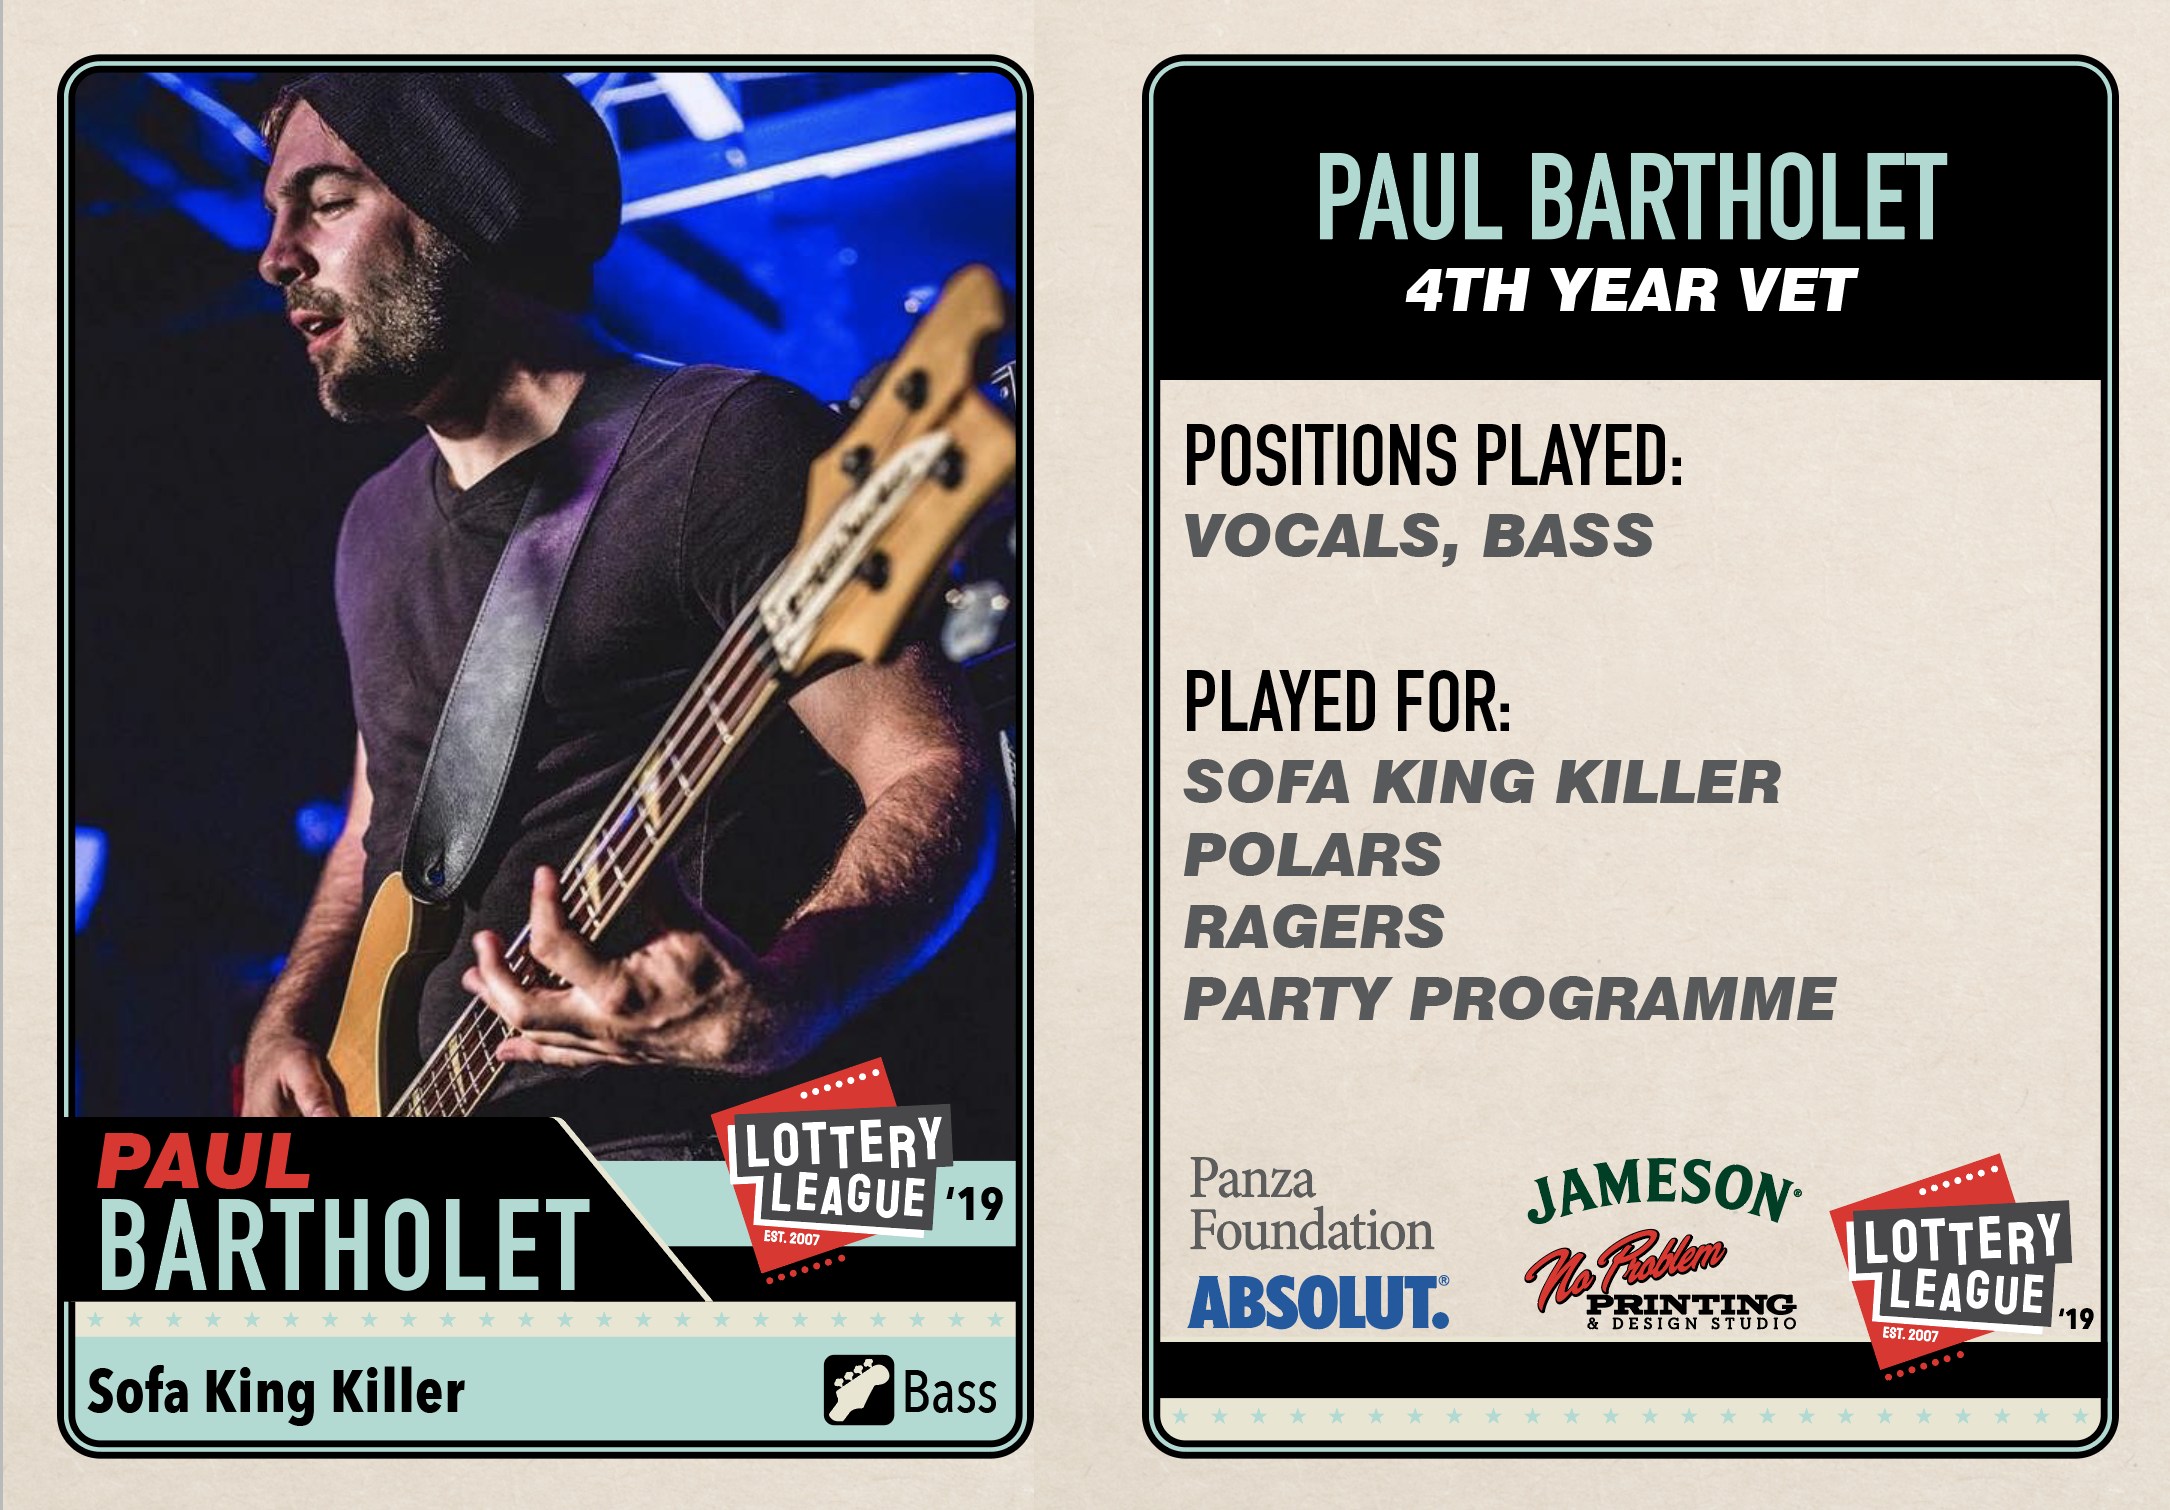 PAUL
BARTHOLET
LOTTERY
LEAGUE
'19
EST. 2007
Sofa King Killer
Bass
PAUL BARTHOLET
4TH YEAR VET
POSITIONS PLAYED:
VOCALS, BASS
PLAYED FOR:
SOFA KING KILLER
POLARS
RAGERS
PARTY PROGRAMME
Panza
Foundation
ABSOLUT.®
JAMESON®
No Problem
PRINTING
& DESIGN STUDIO
LOTTERY
LEAGUE
'19
EST. 2007